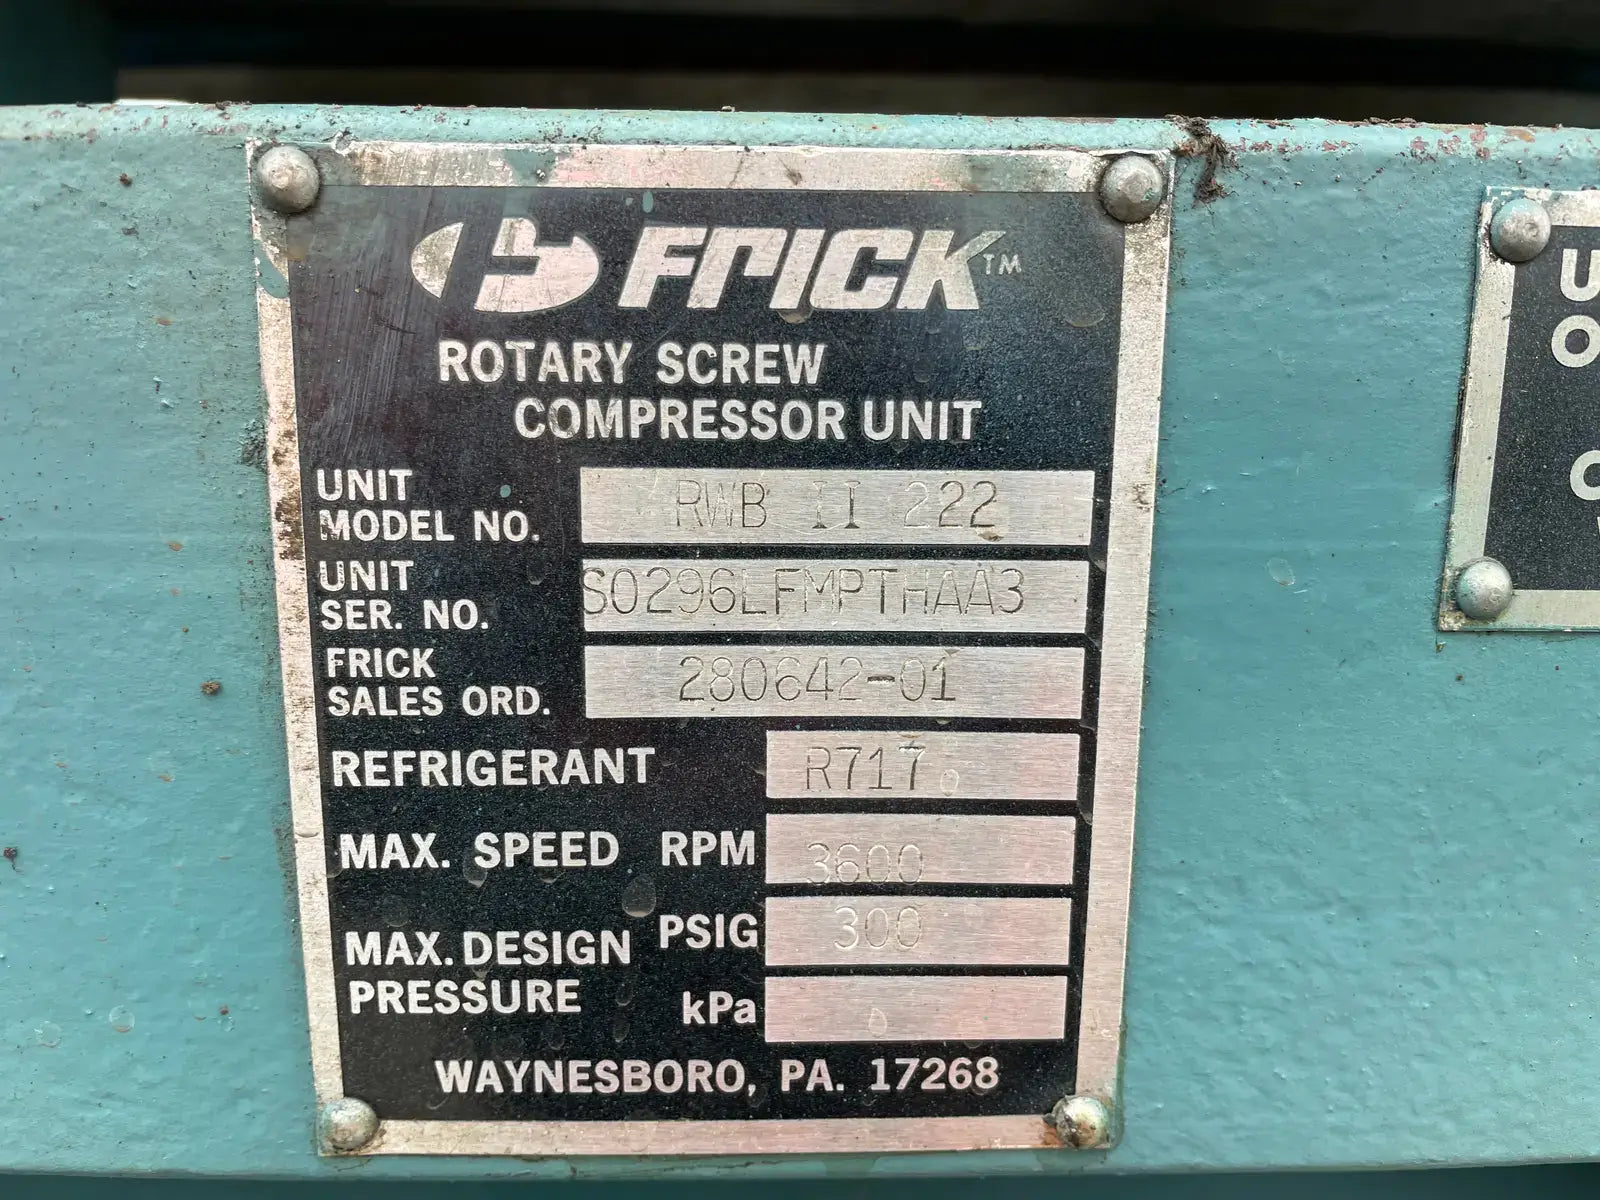 FRICK™
ROTARY SCREW
COMPRESSOR UNIT
UNIT
MODEL NO. RWB II 222
UNIT
SER. NO. S0296LFMPTHAA3
FRICK
SALES ORD. 280642-01
REFRIGERANT R717
MAX. SPEED RPM 3600
MAX. DESIGN PSIG 300
PRESSURE kPa
WAYNESBORO, PA. 17268